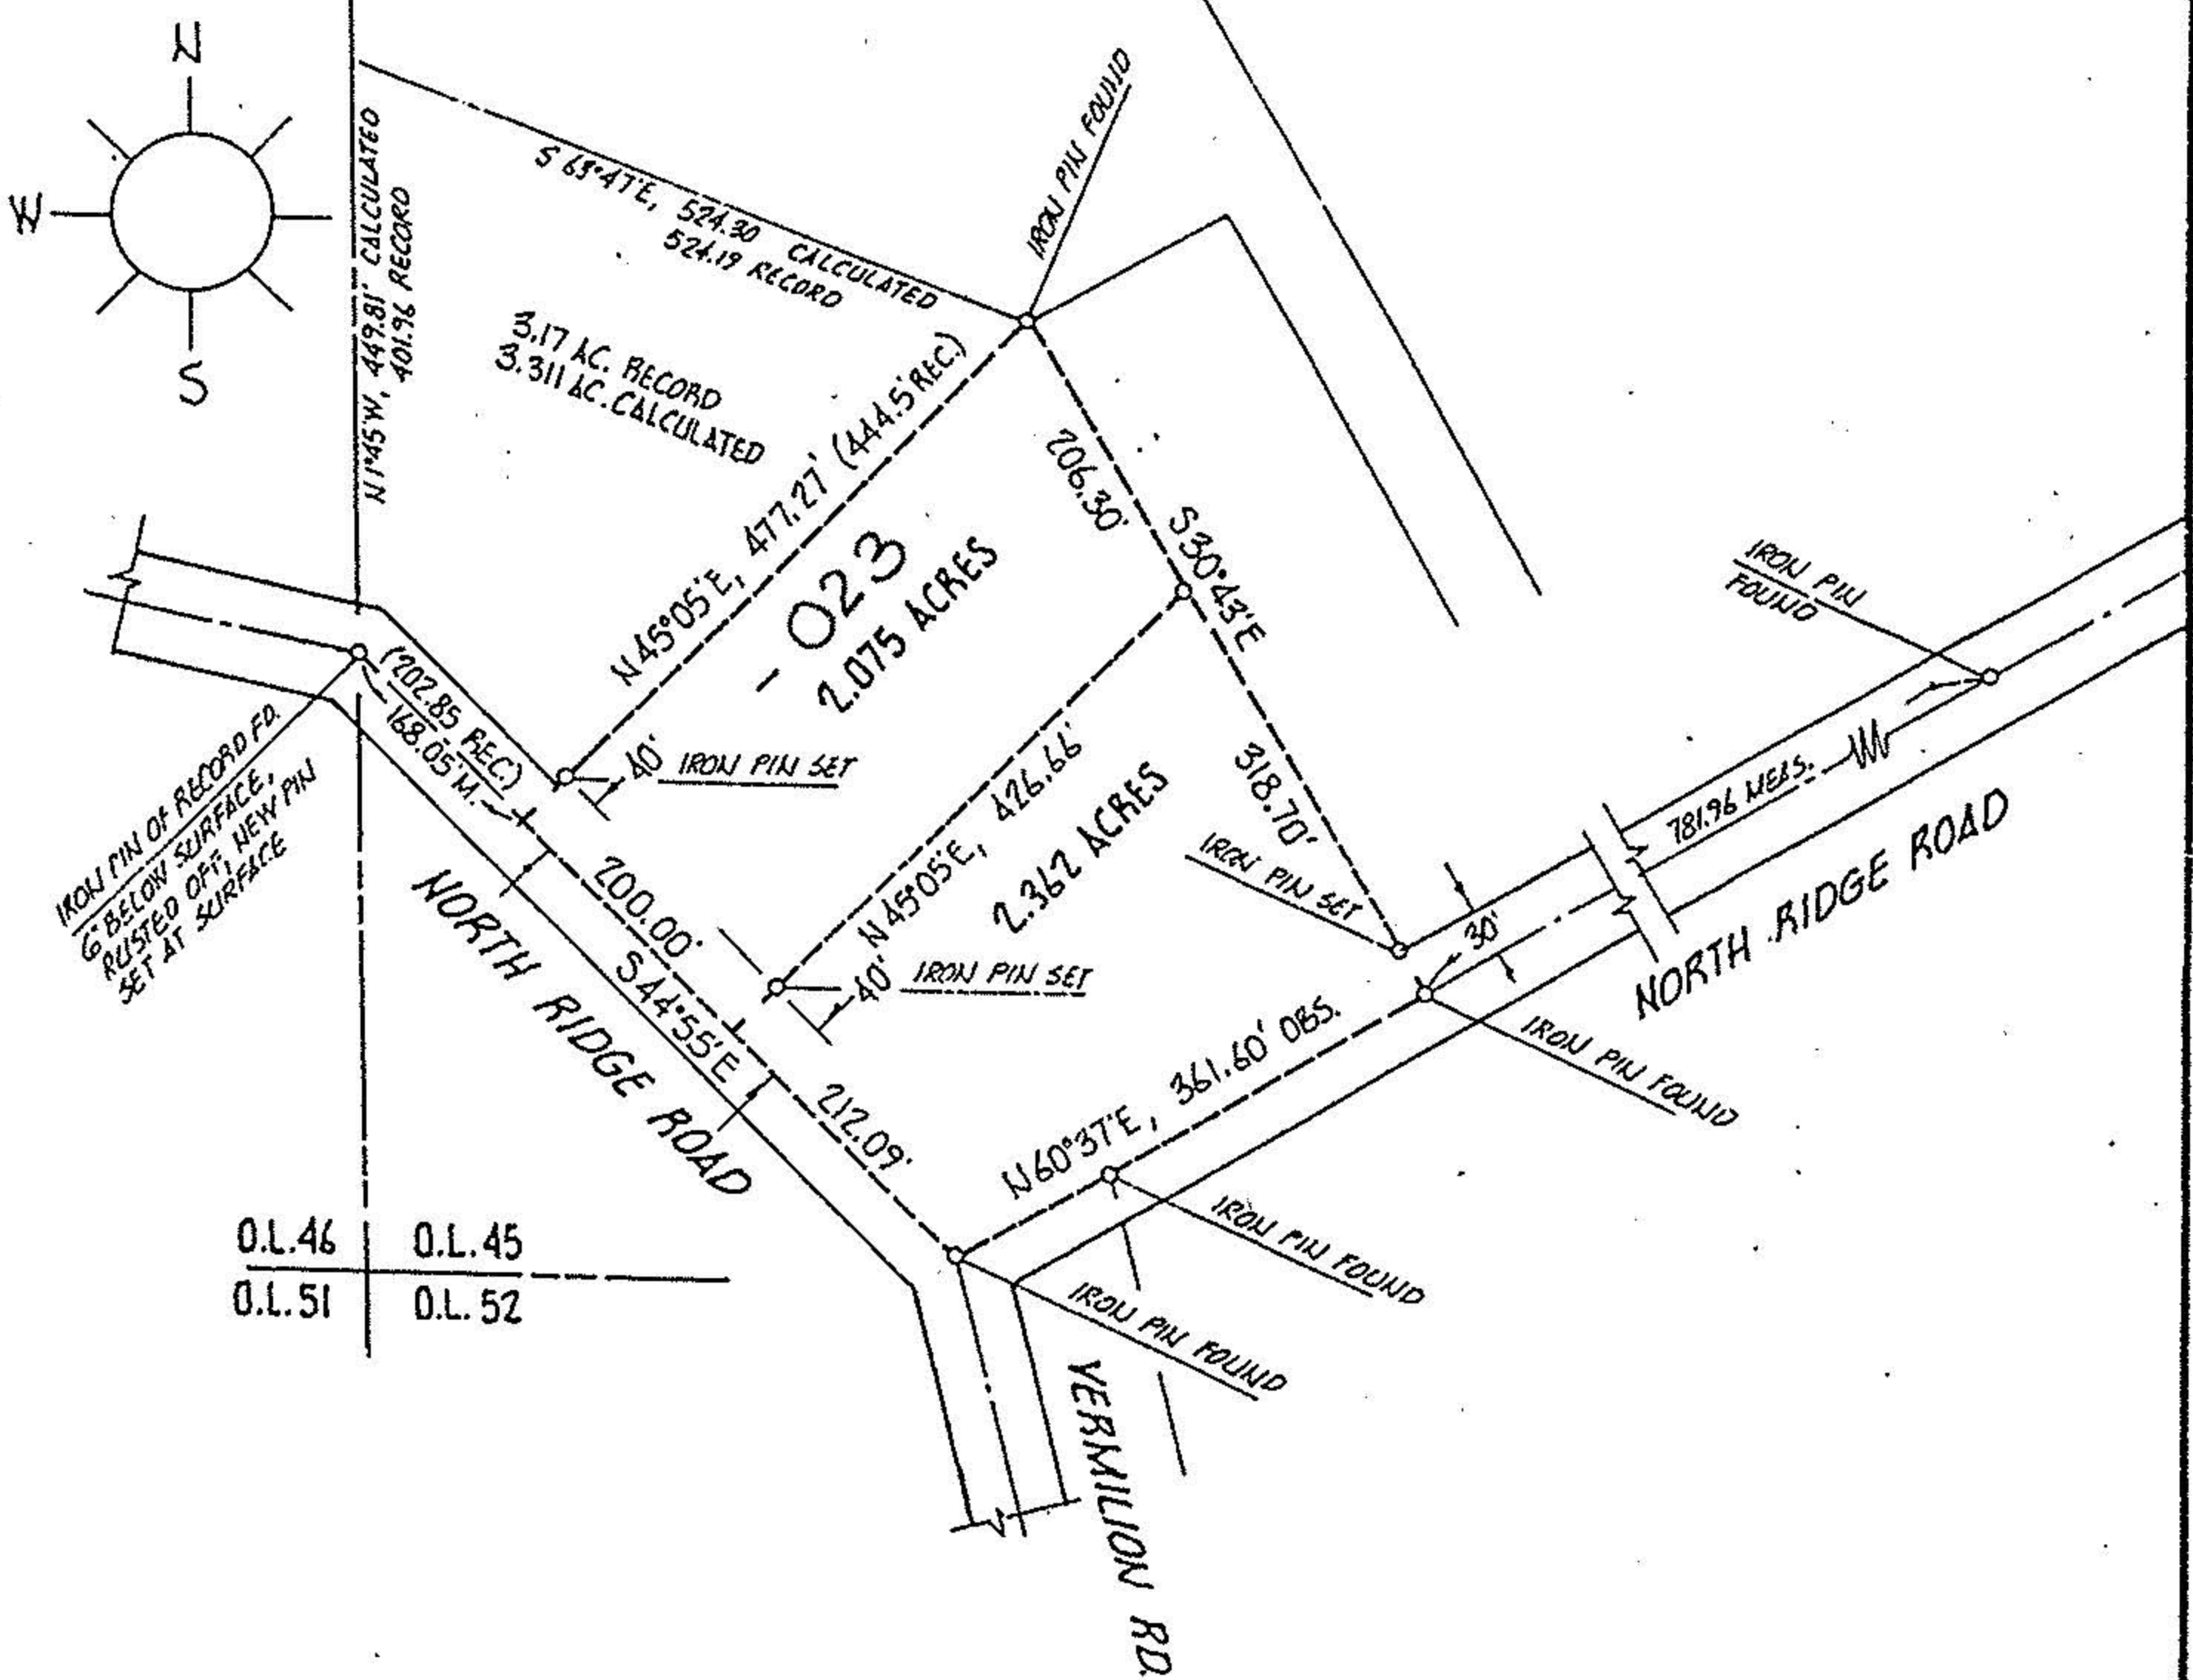 N
W
S
N 1°45'W, 449.81' CALCULATED
401.96 RECORD
S 69°47'E, 524.30 CALCULATED
524.19 RECORD
IRON PIN FOUND
3.17 AC. RECORD
3.311 AC. CALCULATED
N 45°05'E, 477.27' (444.5' REC.)
- 023
2.075 ACRES
206.30'
S 30°43'E
318.70'
IRON PIN
FOUND
(202.85 REC.)
168.05' M.
IRON PIN OF RECORD FD.
6" BELOW SURFACE,
RUSTED OFF, NEW PIN
SET AT SURFACE
40'
IRON PIN SET
N 45°05'E, 426.66'
2.362 ACRES
200.00'
S 44°55'E
212.09'
40'
IRON PIN SET
NORTH RIDGE ROAD
IRON PIN SET
30'
781.96 MEAS.
NORTH RIDGE ROAD
N 60°37'E, 361.60' OBS.
IRON PIN FOUND
IRON PIN FOUND
IRON PIN FOUND
O.L. 46
O.L. 45
O.L. 51
O.L. 52
VERMILION RD.